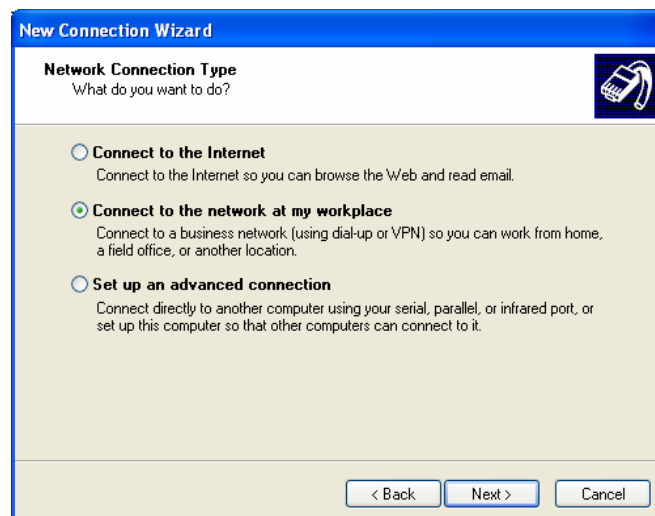 New Connection Wizard
Network Connection Type
What do you want to do?
Connect to the Internet
Connect to the Internet so you can browse the Web and read email.
Connect to the network at my workplace
Connect to a business network (using dial-up or VPN) so you can work from home,
a field office, or another location.
Set up an advanced connection
Connect directly to another computer using your serial, parallel, or infrared port, or
set up this computer so that other computers can connect to it.
< Back Next > Cancel